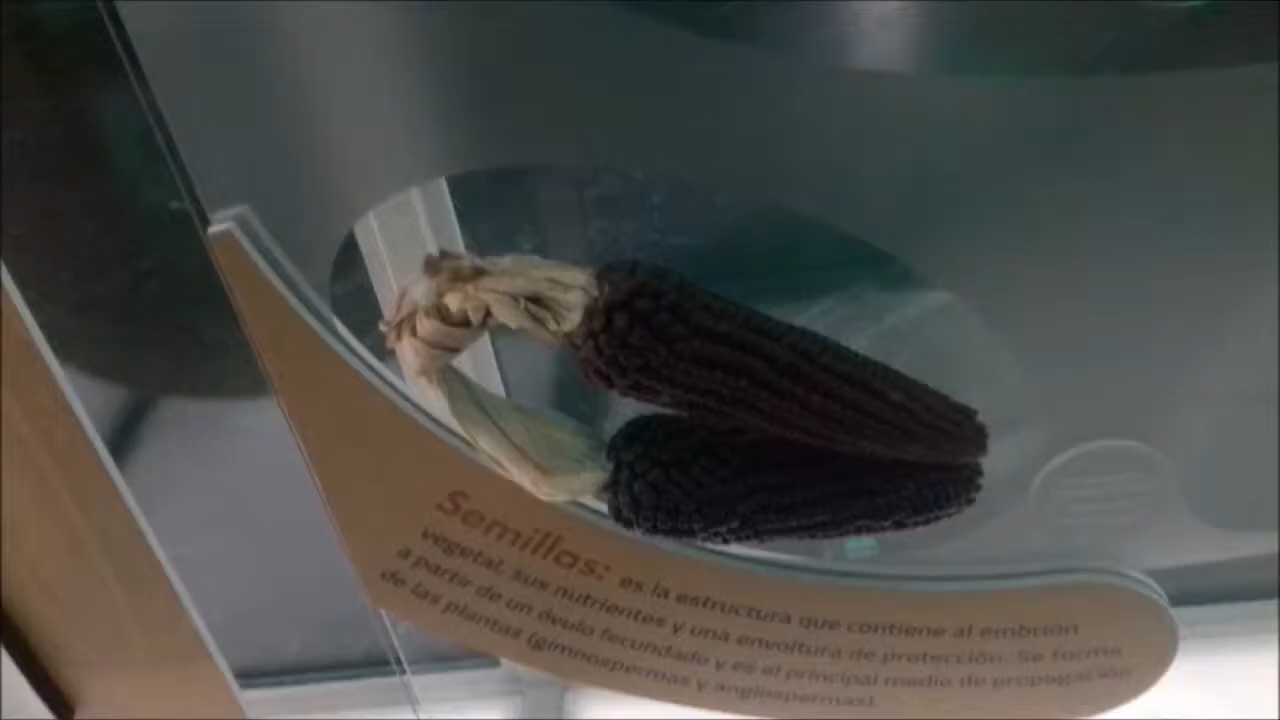 Semillas: es la estructura que contiene al embrión
vegetal, sus nutrientes y una envoltura de protección. Se forma
a partir de un óvulo fecundado y es el principal medio de propagación
de las plantas (gimnospermas y angiospermas).